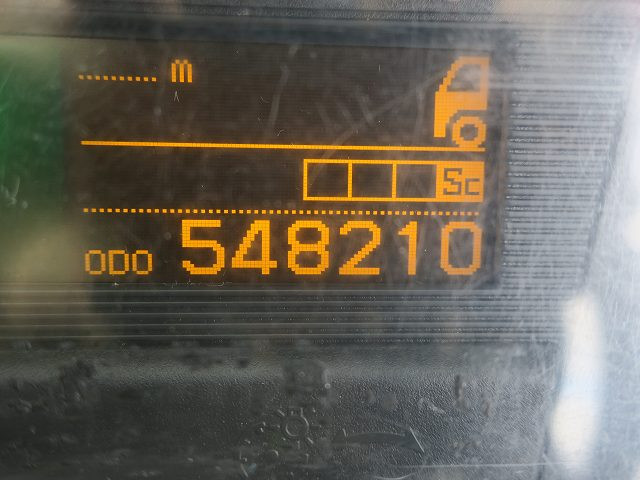 ........ m
Sc
ODO 548210